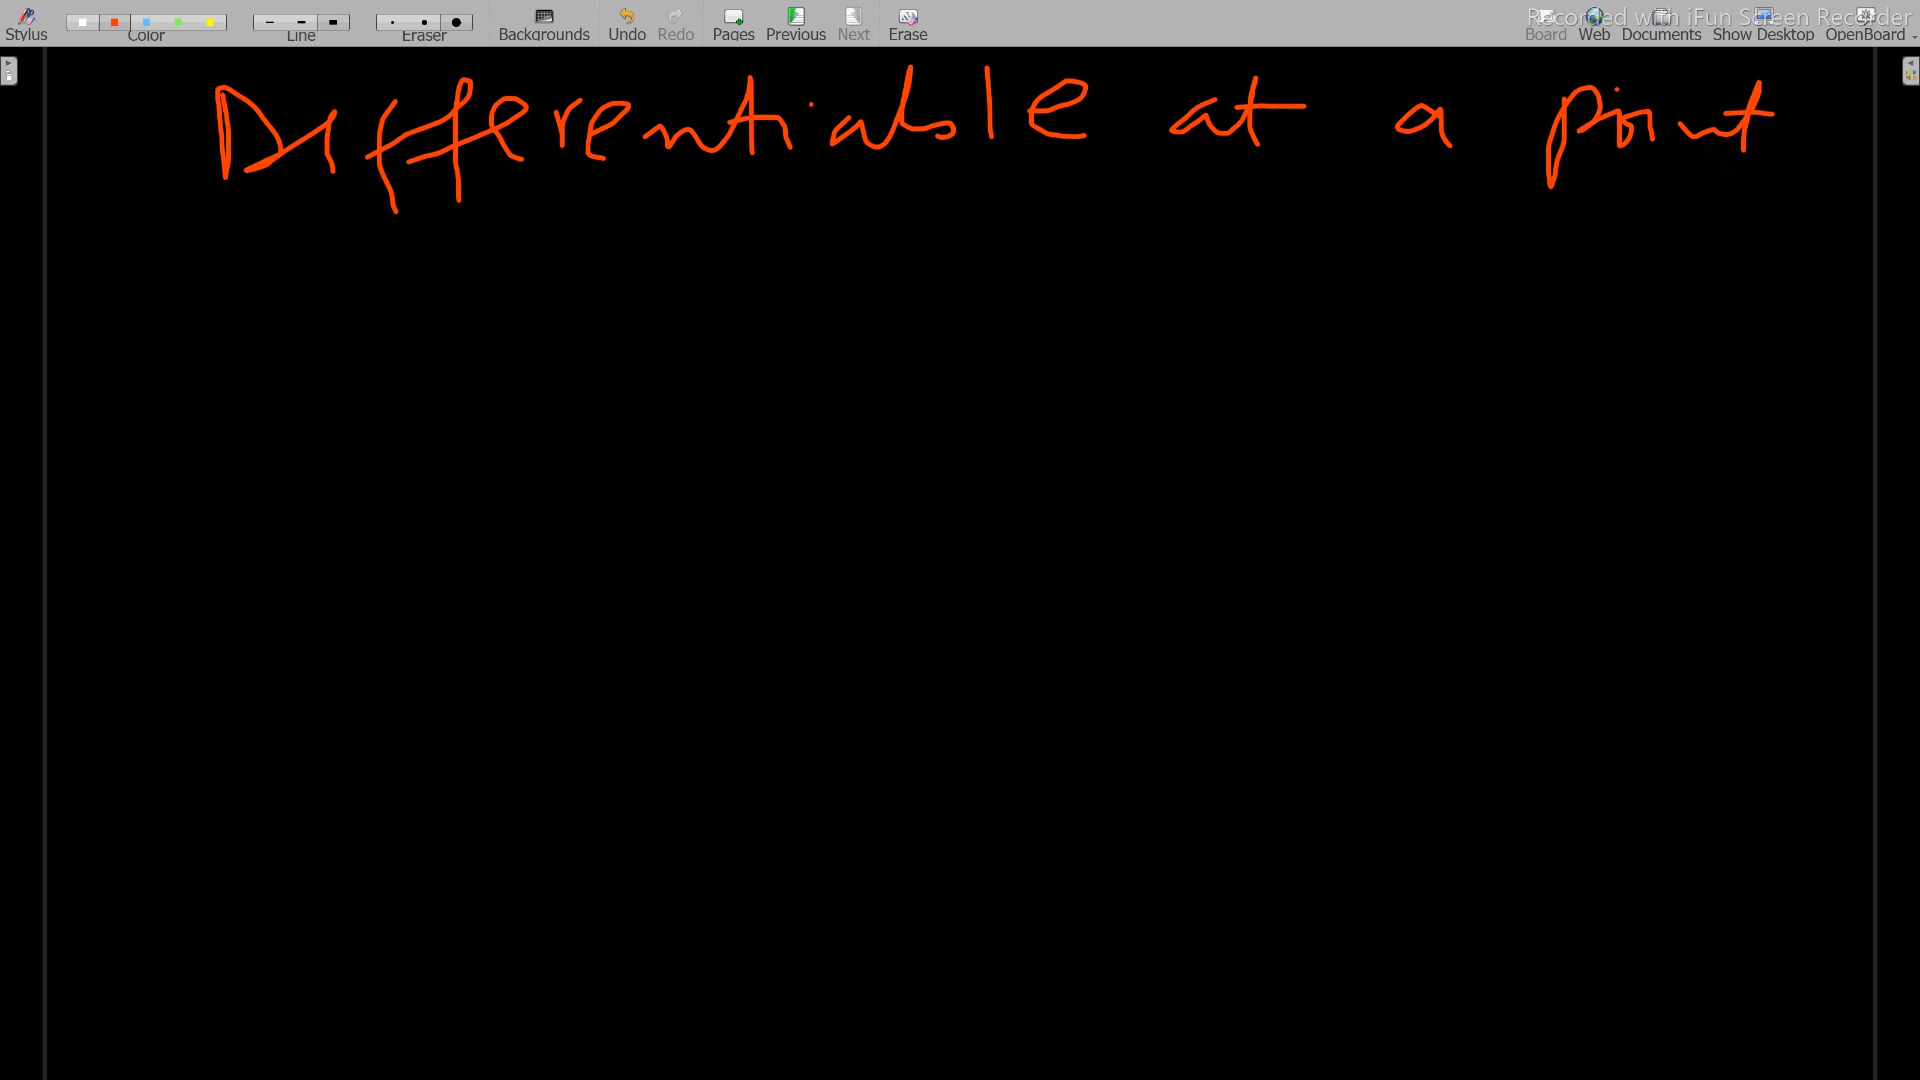 Recorded with iFun Screen Recorder
Stylus Color Line Eraser Backgrounds Undo Redo Pages Previous Next Erase Board Web Documents Show Desktop OpenBoard
Differentiable at a point